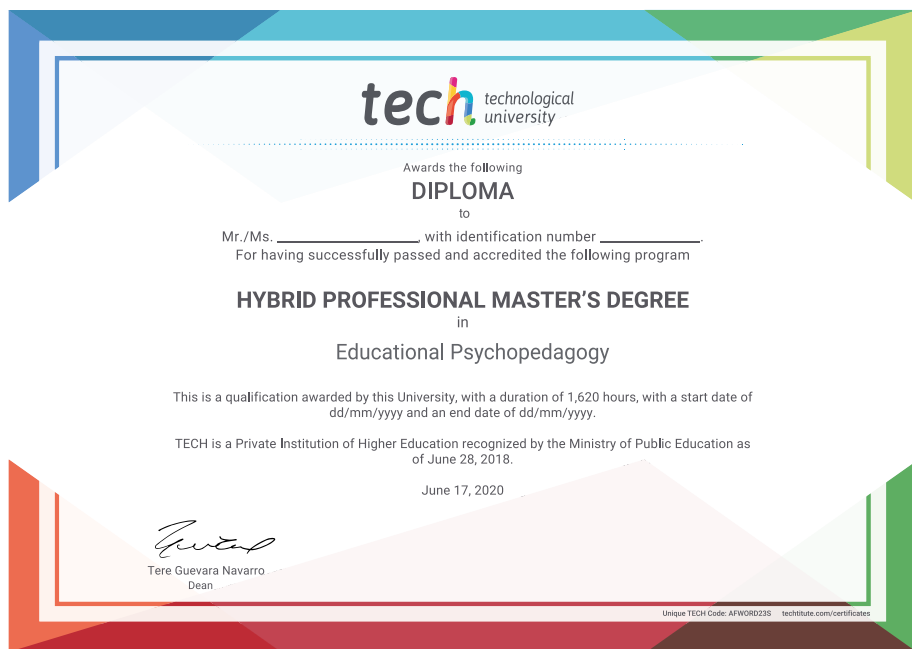 tech technological
university
Awards the following
DIPLOMA
to
Mr./Ms. ____________, with identification number ____________.
For having successfully passed and accredited the following program
HYBRID PROFESSIONAL MASTER'S DEGREE
in
Educational Psychopedagogy
This is a qualification awarded by this University, with a duration of 1,620 hours, with a start date of
dd/mm/yyyy and an end date of dd/mm/yyyy.
TECH is a Private Institution of Higher Education recognized by the Ministry of Public Education as
of June 28, 2018.
June 17, 2020
Tere Guevara Navarro
Dean
Unique TECH Code: AFWORD23S techtitute.com/certificates